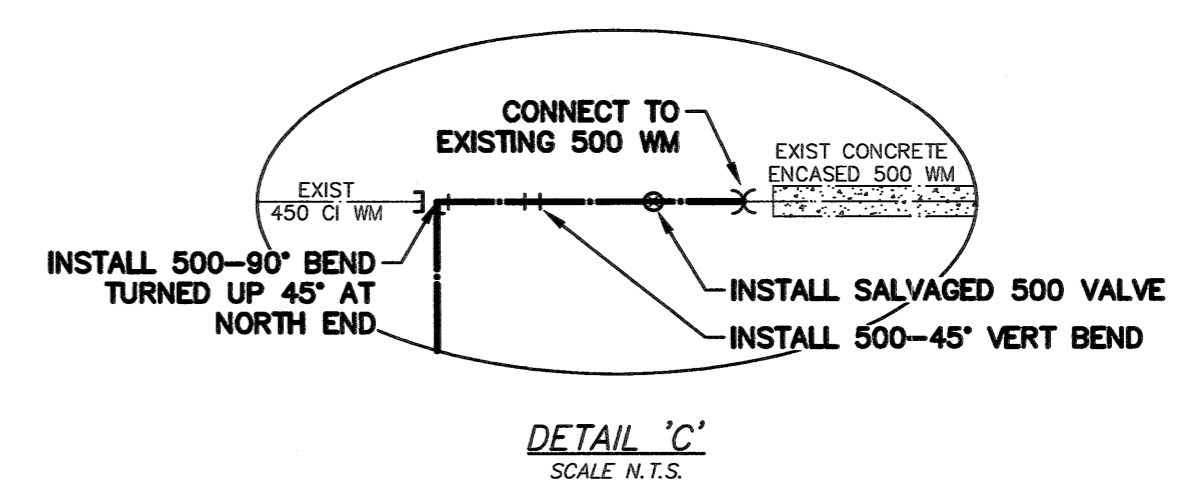 CONNECT TO
EXISTING 500 WM
EXIST CONCRETE
ENCASED 500 WM
EXIST
450 CI WM
INSTALL 500-90° BEND
TURNED UP 45° AT
NORTH END
INSTALL SALVAGED 500 VALVE
INSTALL 500-45° VERT BEND
DETAIL 'C'
SCALE N.T.S.